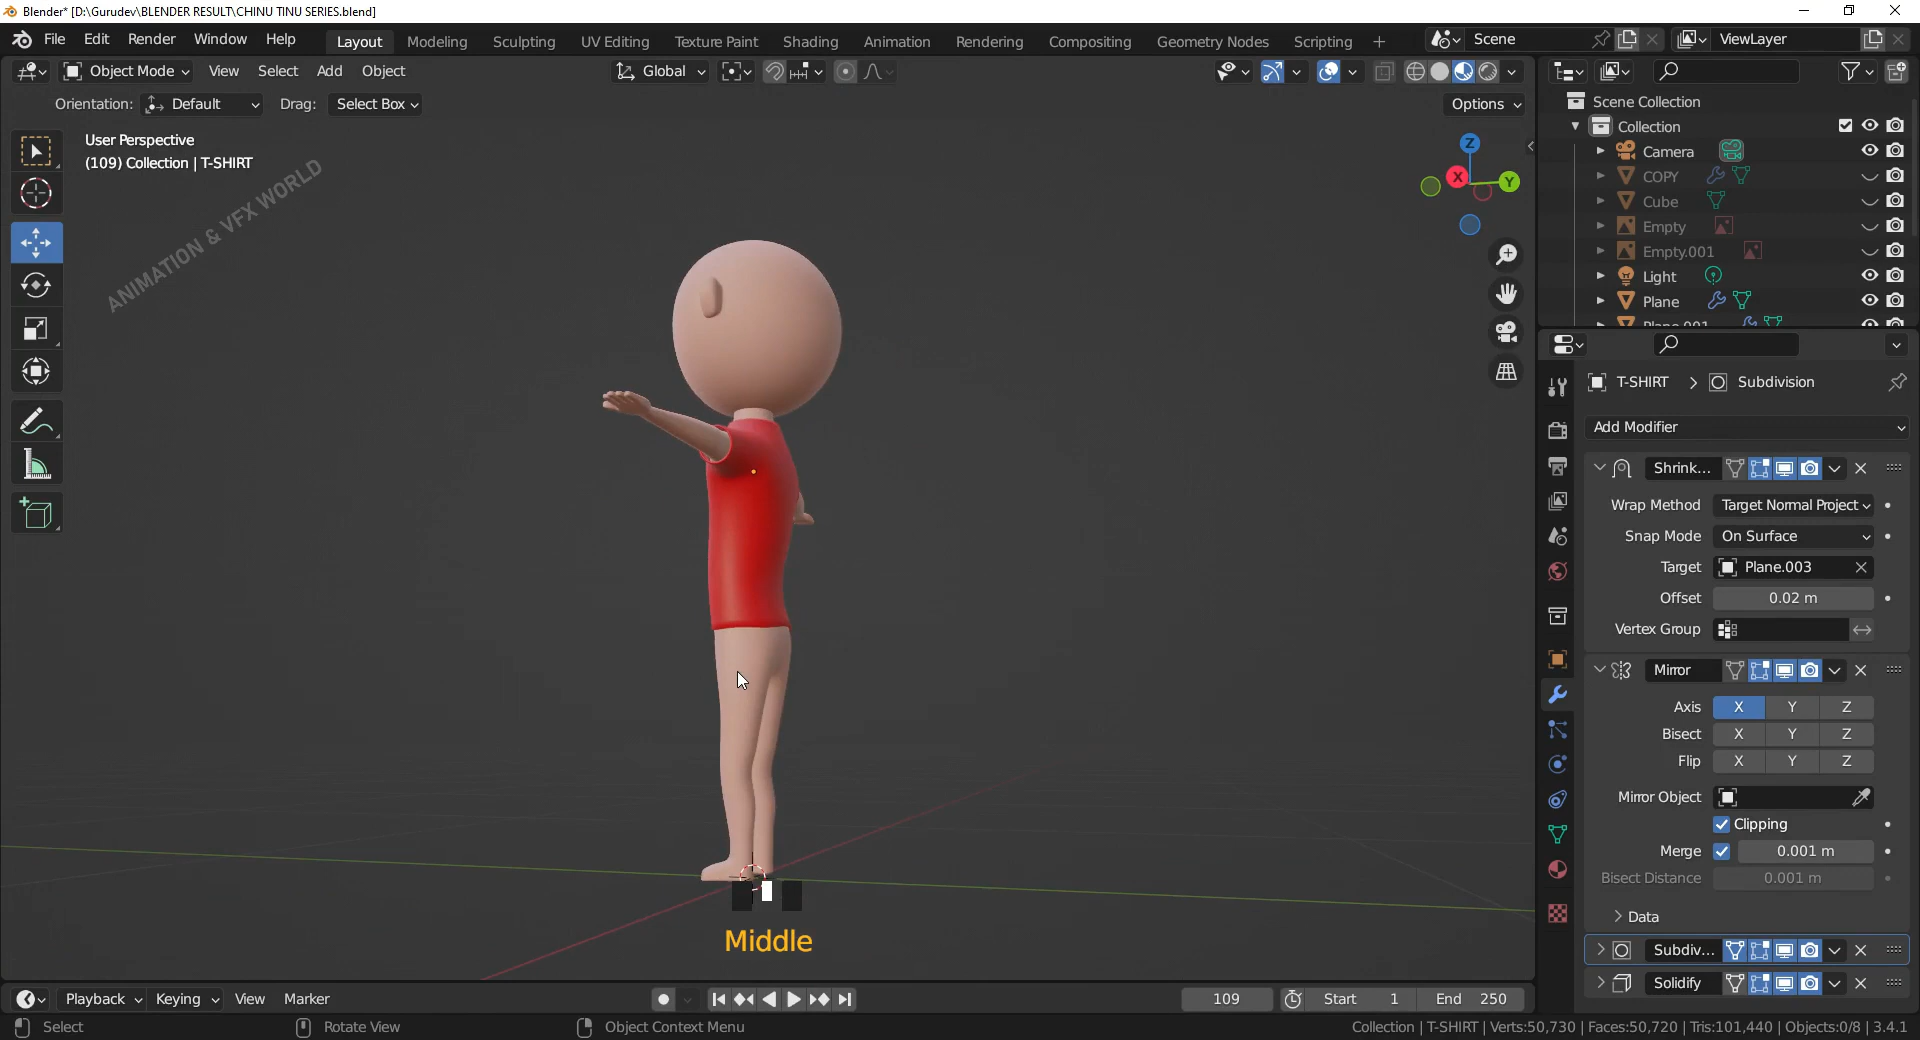 Blender* [D:\Gurudev\BLENDER RESULT\CHINU TINU SERIES.blend]
File Edit Render Window Help Layout Modeling Sculpting UV Editing Texture Paint Shading Animation Rendering Compositing Geometry Nodes Scripting + Scene ViewLayer
Object Mode View Select Add Object Global
Orientation: Default Drag: Select Box Options
User Perspective
(109) Collection | T-SHIRT
ANIMATION & VFX WORLD
Z
X
Y
Scene Collection
Collection
Camera
COPY
Cube
Empty
Empty.001
Light
Plane
Plane.001
T-SHIRT > Subdivision
Add Modifier
Shrink...
Wrap Method Target Normal Project
Snap Mode On Surface
Target Plane.003
Offset 0.02 m
Vertex Group
Mirror
Axis X Y Z
Bisect X Y Z
Flip X Y Z
Mirror Object
Clipping
Merge 0.001 m
Bisect Distance 0.001 m
Data
Subdiv...
Solidify
Middle
Playback Keying View Marker 109 Start 1 End 250
Select Rotate View Object Context Menu Collection | T-SHIRT | Verts:50,730 | Faces:50,720 | Tris:101,440 | Objects:0/8 | 3.4.1